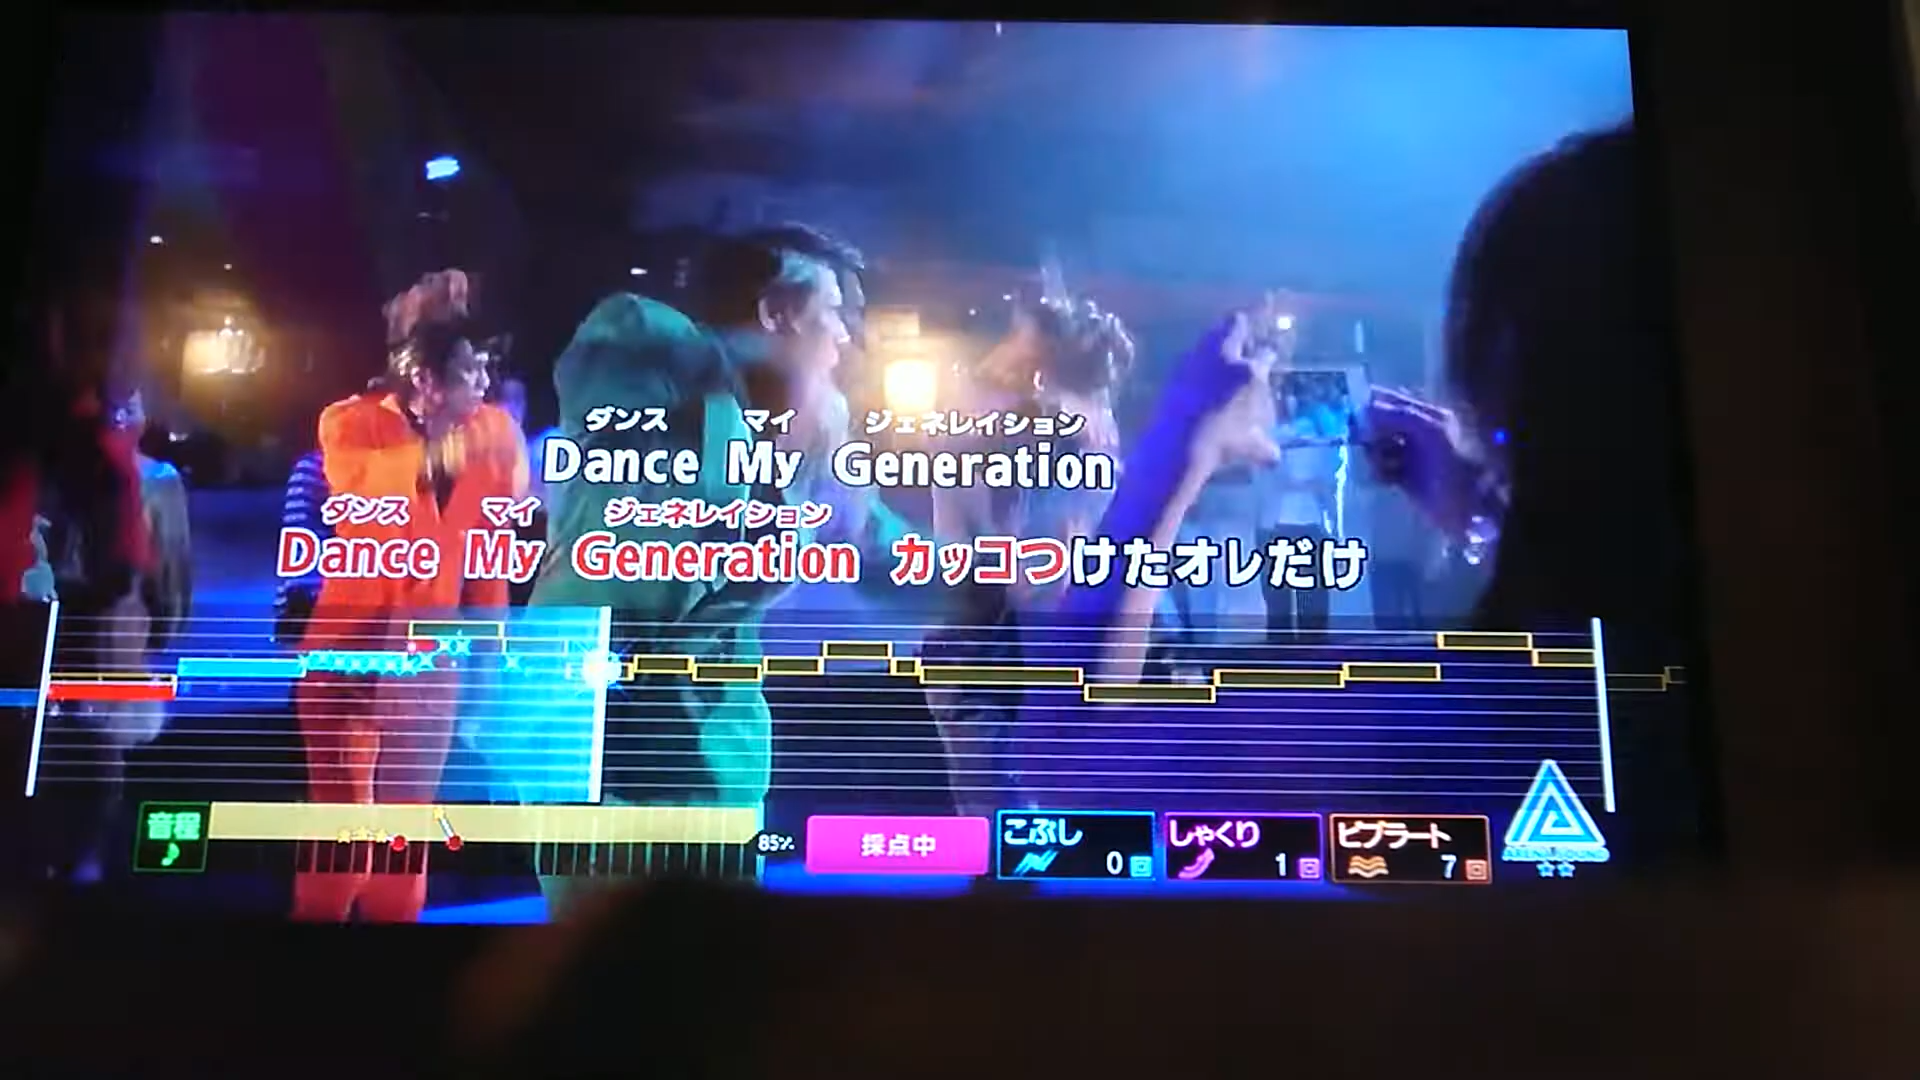 ダンス マイ ジェネレイション
Dance My Generation
ダンス マイ ジェネレイション
Dance My Generation カッコつけたオレだけ
音程
85%
採点中
こぶし
0回
しゃくり
1回
ビブラート
7回
ARENA SOUND